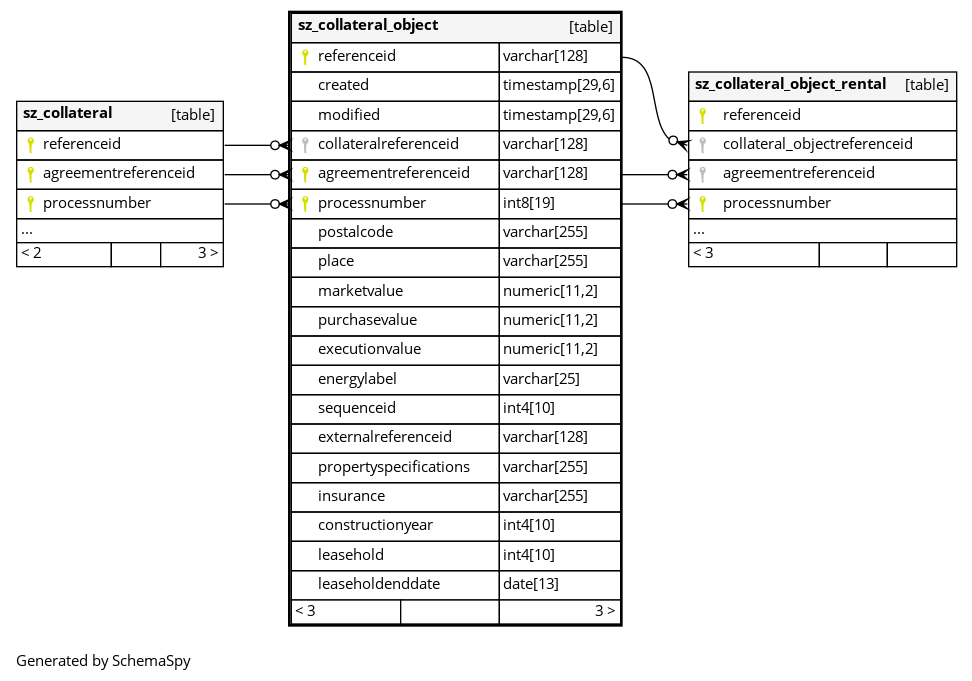 sz_collateral [table]
referenceid
agreementreferenceid
processnumber
...
< 2 3 >
sz_collateral_object [table]
referenceid varchar[128]
created timestamp[29,6]
modified timestamp[29,6]
collateralreferenceid varchar[128]
agreementreferenceid varchar[128]
processnumber int8[19]
postalcode varchar[255]
place varchar[255]
marketvalue numeric[11,2]
purchasevalue numeric[11,2]
executionvalue numeric[11,2]
energylabel varchar[25]
sequenceid int4[10]
externalreferenceid varchar[128]
propertyspecifications varchar[255]
insurance varchar[255]
constructionyear int4[10]
leasehold int4[10]
leaseholdenddate date[13]
< 3 3 >
sz_collateral_object_rental [table]
referenceid
collateral_objectreferenceid
agreementreferenceid
processnumber
...
< 3
Generated by SchemaSpy